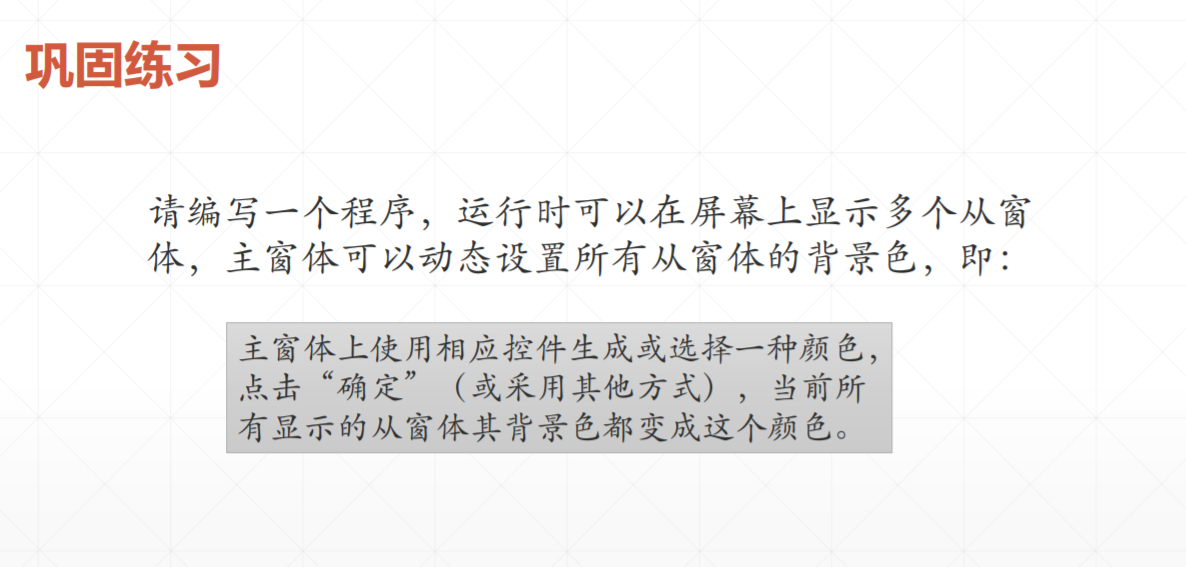 巩固练习
请编写一个程序，运行时可以在屏幕上显示多个从窗
体，主窗体可以动态设置所有从窗体的背景色，即：
主窗体上使用相应控件生成或选择一种颜色，
点击“确定”（或采用其他方式），当前所
有显示的从窗体其背景色都变成这个颜色。